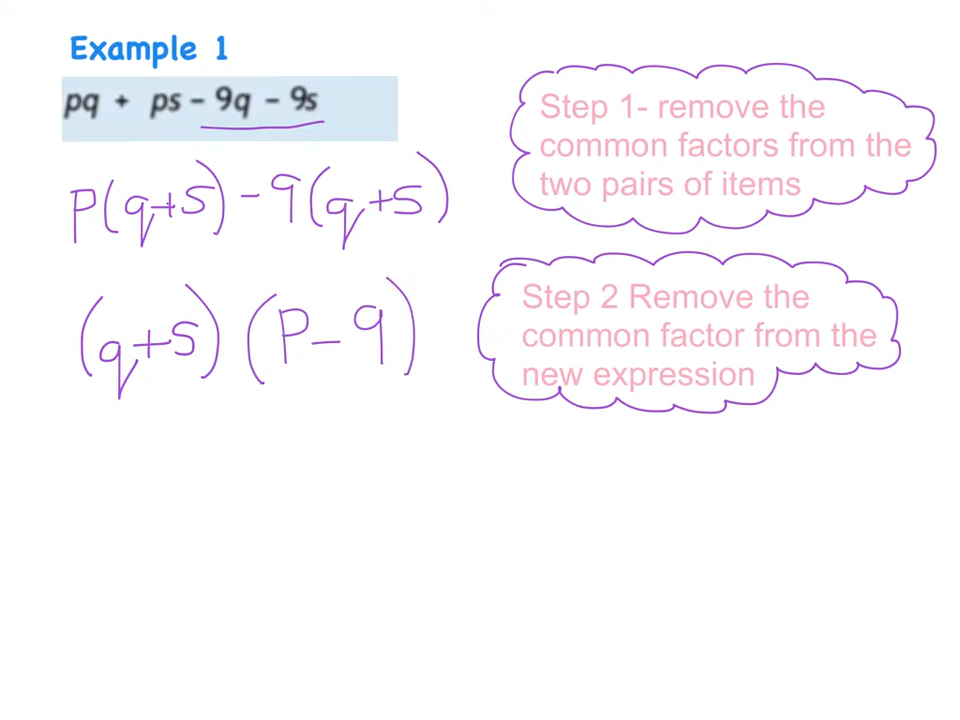 Example 1
pq + ps - 9q - 9s
Step 1- remove the
common factors from the
two pairs of items
p(q+s) - 9(q+s)
Step 2 Remove the
common factor from the
new expression
(q+s) (P-9)